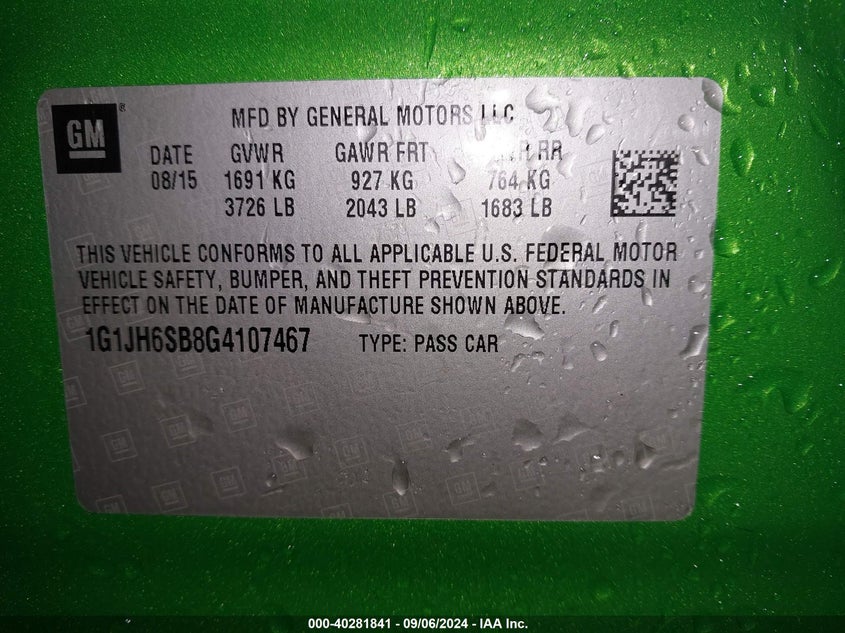 GM
MFD BY GENERAL MOTORS LLC
DATE GVWR GAWR FRT RR
08/15 1691 KG 927 KG 764 KG
3726 LB 2043 LB 1683 LB
THIS VEHICLE CONFORMS TO ALL APPLICABLE U.S. FEDERAL MOTOR
VEHICLE SAFETY, BUMPER, AND THEFT PREVENTION STANDARDS IN
EFFECT ON THE DATE OF MANUFACTURE SHOWN ABOVE.
1G1JH6SB8G4107467 TYPE: PASS CAR
000-40281841 - 09/06/2024 - IAA Inc.